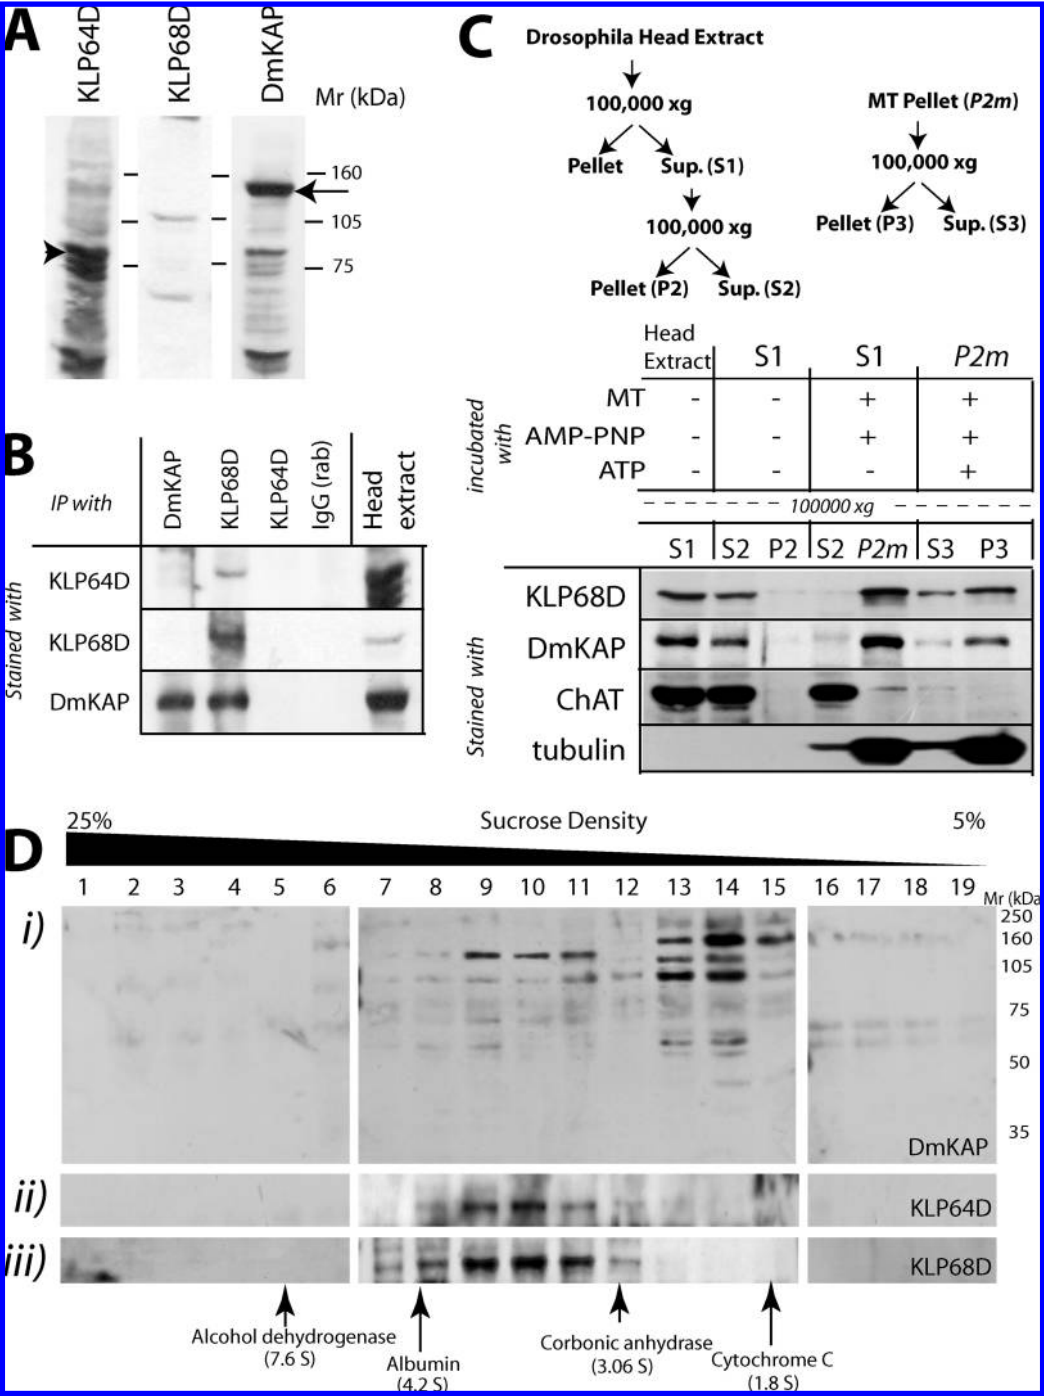 A
KLP64D
KLP68D
DmKAP
Mr (kDa)
160
105
75
B
IP with
DmKAP
KLP68D
KLP64D
IgG (rab)
Head
extract
Stained with
KLP64D
KLP68D
DmKAP
C
Drosophila Head Extract
100,000 xg
Pellet Sup. (S1)
100,000 xg
Pellet (P2) Sup. (S2)
MT Pellet (P2m)
100,000 xg
Pellet (P3) Sup. (S3)
Head
Extract S1 S1 P2m
incubated
with
MT - - + +
AMP-PNP - - + +
ATP - - - +
100000 xg
S1 S2 P2 S2 P2m S3 P3
Stained with
KLP68D
DmKAP
ChAT
tubulin
D
25% Sucrose Density 5%
1 2 3 4 5 6 7 8 9 10 11 12 13 14 15 16 17 18 19
Mr (kDa
i)
250
160
105
75
50
35
DmKAP
ii)
KLP64D
iii)
KLP68D
Alcohol dehydrogenase
(7.6 S)
Albumin
(4.2 S)
Corbonic anhydrase
(3.06 S)
Cytochrome C
(1.8 S)